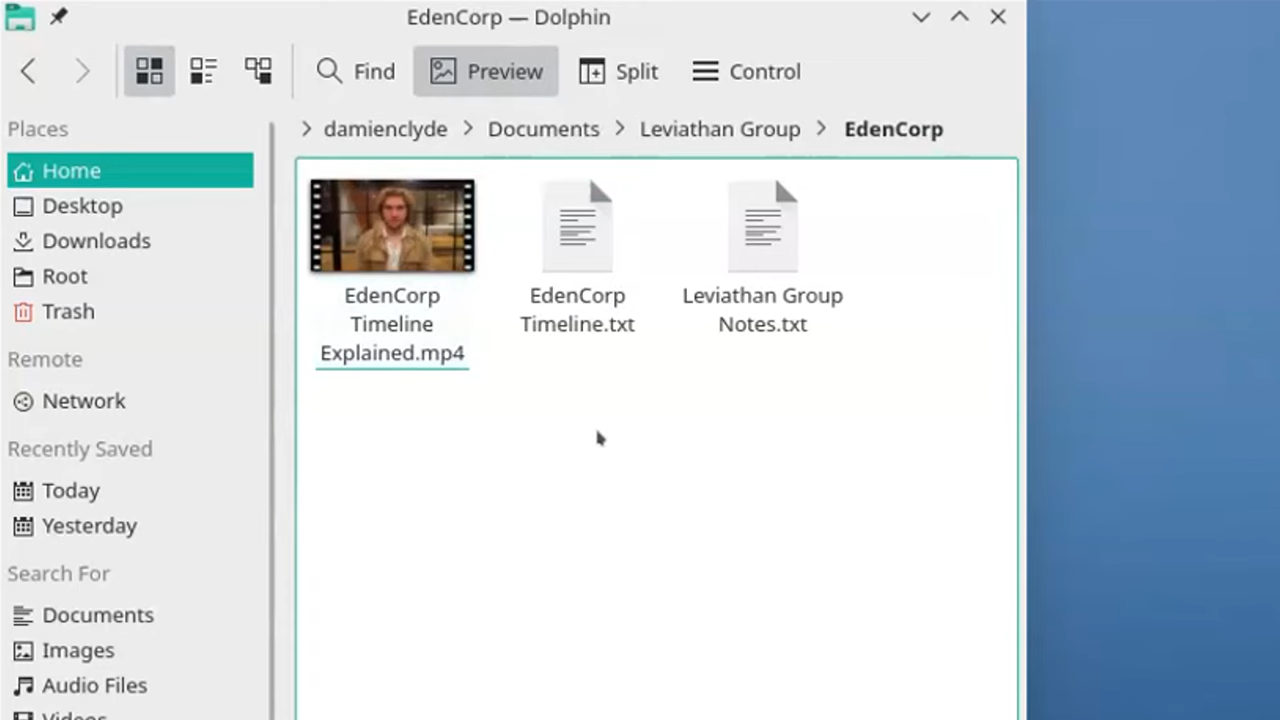 EdenCorp — Dolphin
Find
Preview
Split
Control
Places
damienclyde
Documents
Leviathan Group
EdenCorp
Home
Desktop
Downloads
Root
Trash
Remote
Network
Recently Saved
Today
Yesterday
Search For
Documents
Images
Audio Files
Videos
EdenCorp
Timeline
Explained.mp4
EdenCorp
Timeline.txt
Leviathan Group
Notes.txt